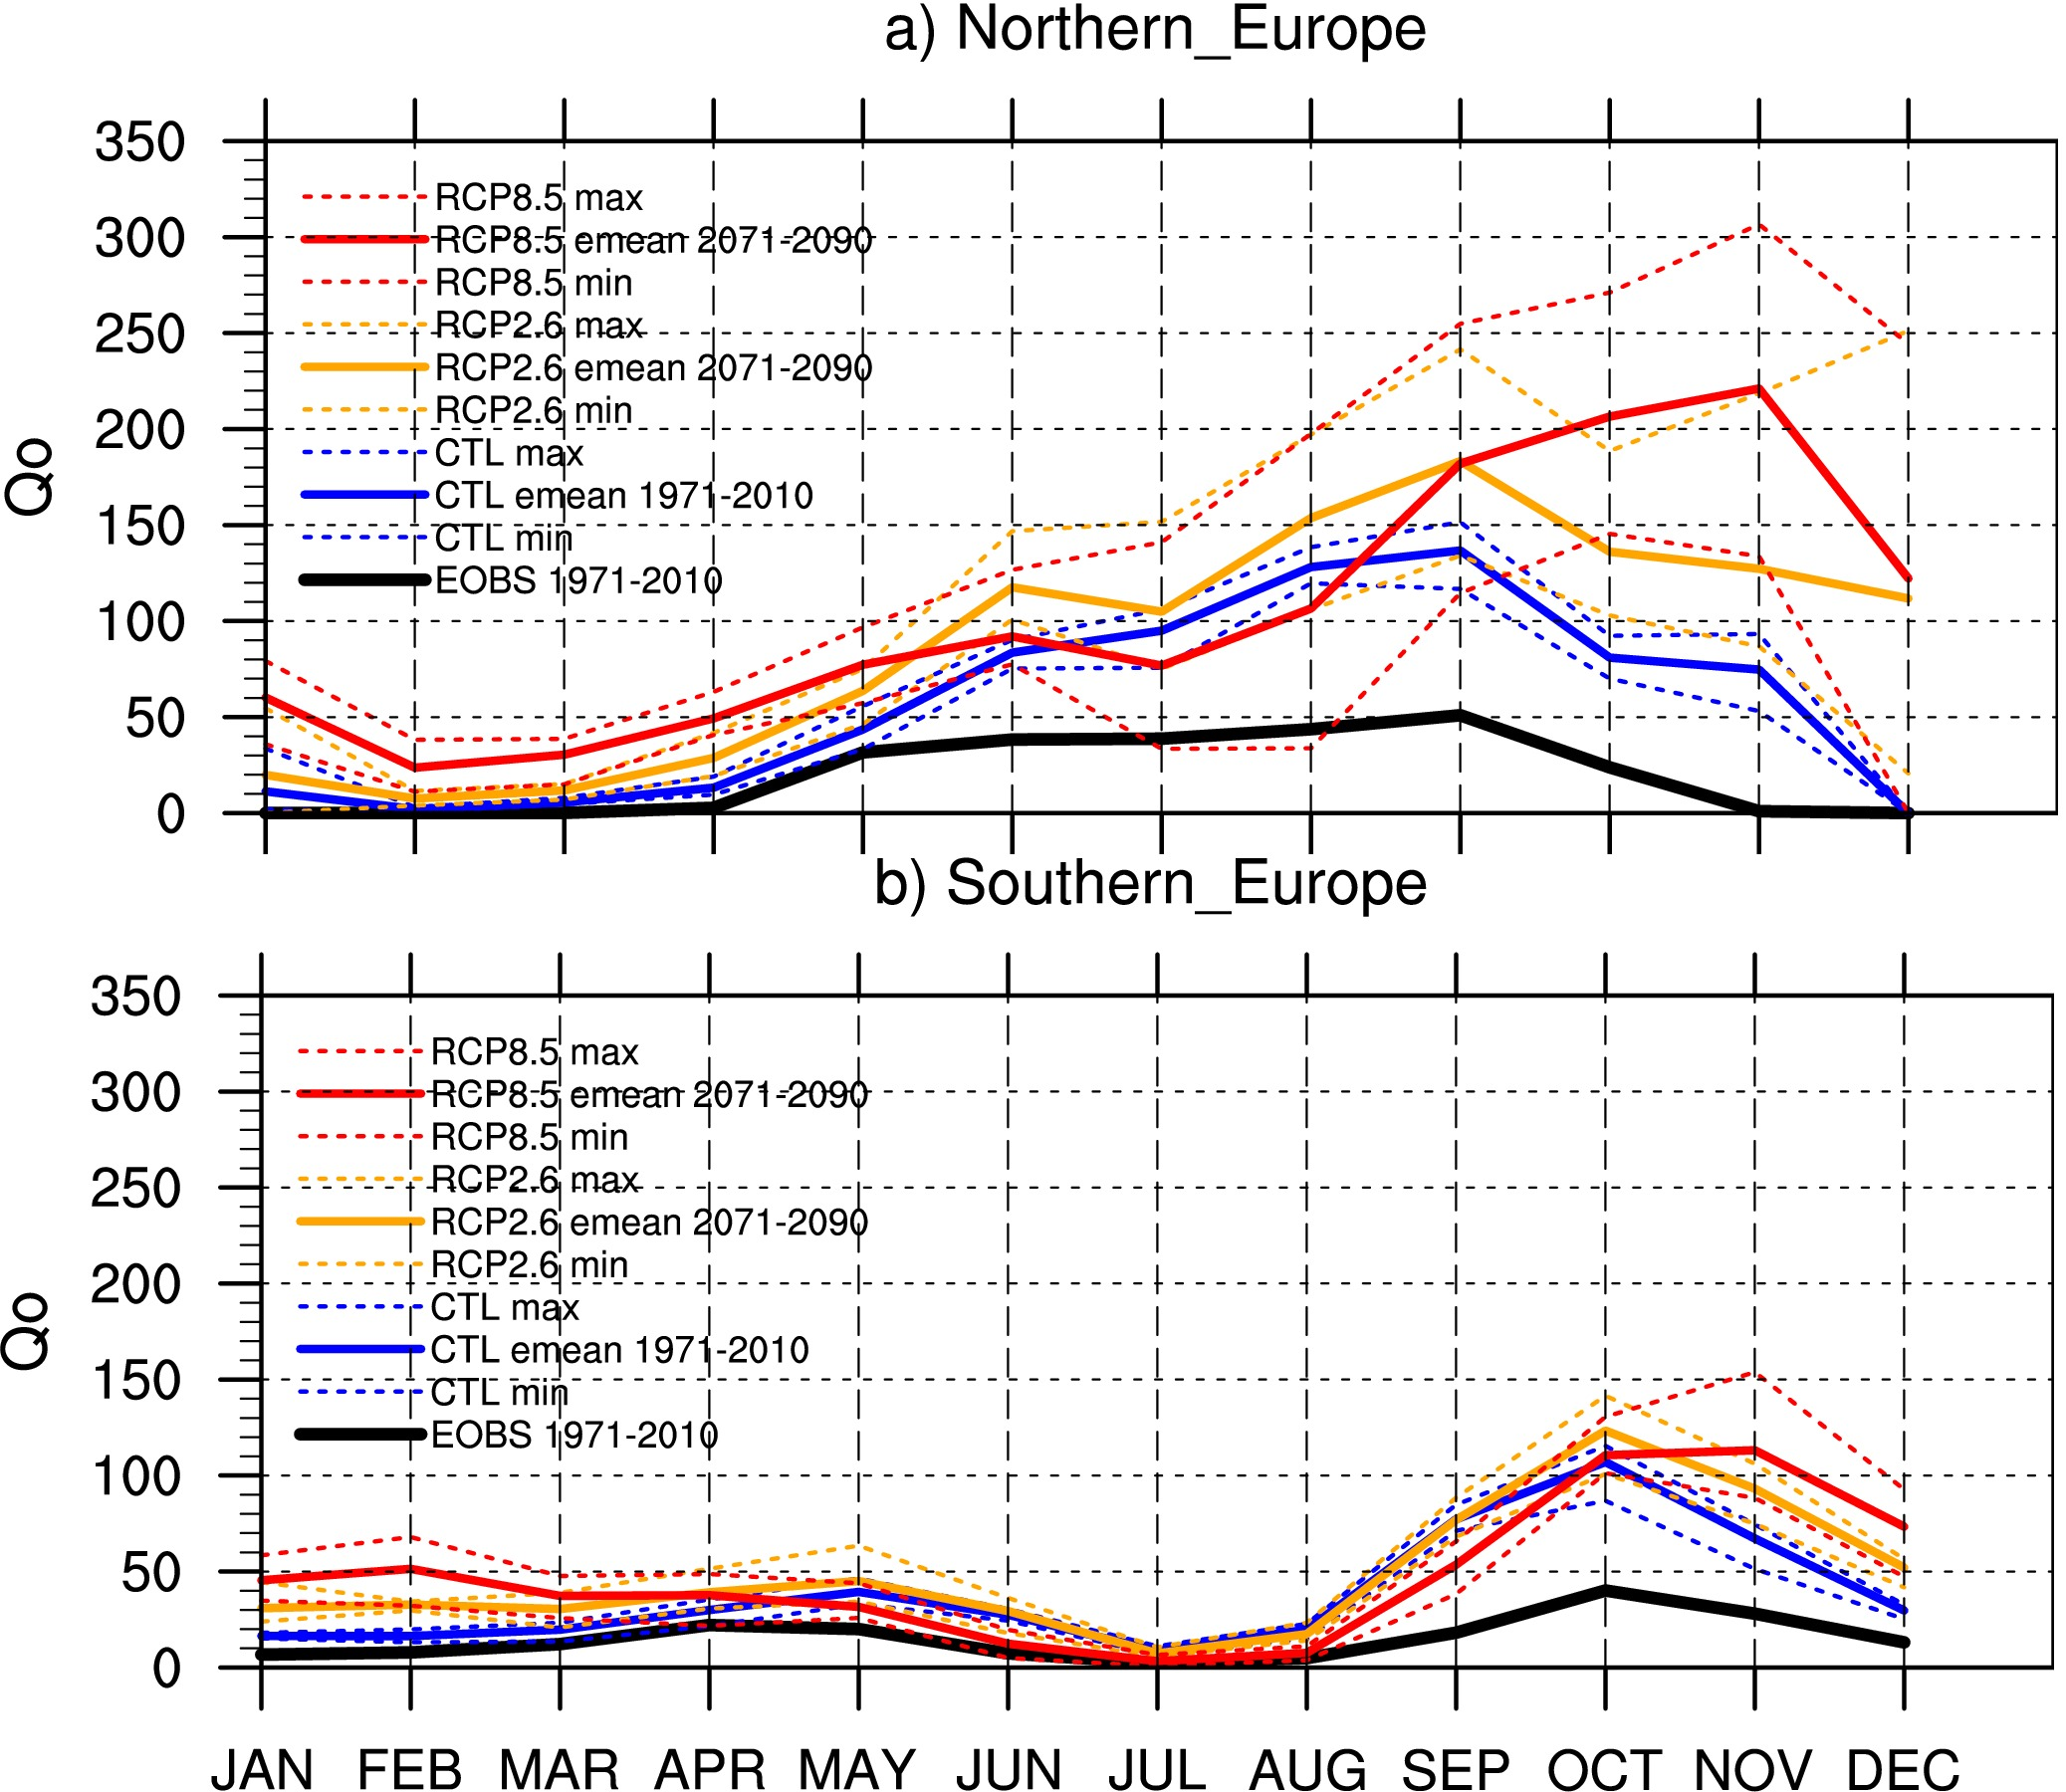 a) Northern_Europe
350
300
250
200
150
100
50
0
Qo
RCP8.5 max
RCP8.5 emean 2071-2090
RCP8.5 min
RCP2.6 max
RCP2.6 emean 2071-2090
RCP2.6 min
CTL max
CTL emean 1971-2010
CTL min
EOBS 1971-2010
b) Southern_Europe
350
300
250
200
150
100
50
0
Qo
RCP8.5 max
RCP8.5 emean 2071-2090
RCP8.5 min
RCP2.6 max
RCP2.6 emean 2071-2090
RCP2.6 min
CTL max
CTL emean 1971-2010
CTL min
EOBS 1971-2010
JAN FEB MAR APR MAY JUN JUL AUG SEP OCT NOV DEC